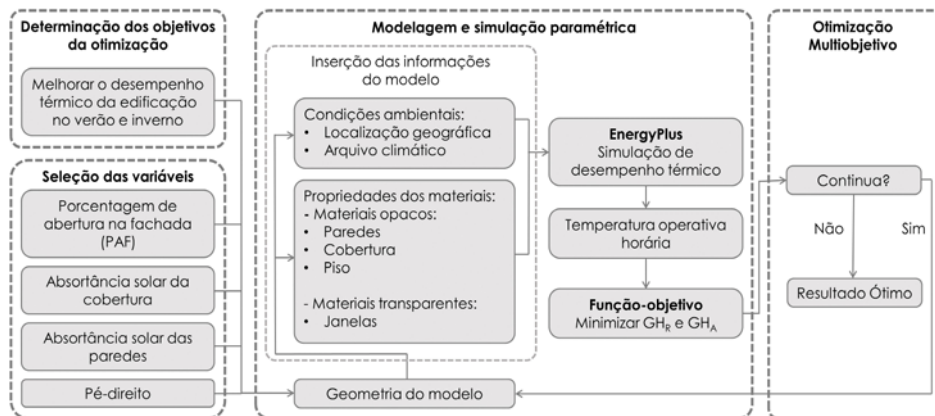 Determinação dos objetivos
da otimização
Melhorar o desempenho
térmico da edificação
no verão e inverno
Seleção das variáveis
Porcentagem de
abertura na fachada
(PAF)
Absortância solar da
cobertura
Absortância solar das
paredes
Pé-direito
Modelagem e simulação paramétrica
Inserção das informações
do modelo
Condições ambientais:
• Localização geográfica
• Arquivo climático
Propriedades dos materiais:
- Materiais opacos:
• Paredes
• Cobertura
• Piso
- Materiais transparentes:
• Janelas
Geometria do modelo
EnergyPlus
Simulação de
desempenho térmico
Temperatura operativa
horária
Função-objetivo
Minimizar GHR e GHA
Otimização
Multiobjetivo
Continua?
Não
Sim
Resultado Ótimo